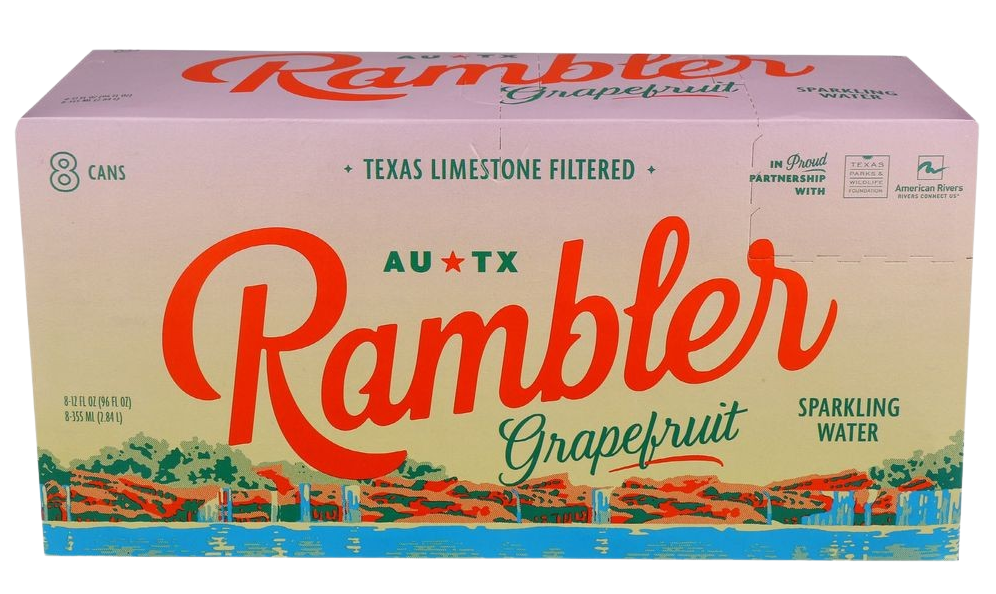 AU★TX
Rambler
Grapefruit
SPARKLING
WATER
8 CANS
TEXAS LIMESTONE FILTERED
IN Proud
PARTNERSHIP
WITH
TEXAS
PARKS &
WILDLIFE
FOUNDATION
American Rivers
RIVERS CONNECT US
AU★TX
Rambler
Grapefruit
8-12 FL OZ (96 FL OZ)
8-355 ML (2.84 L)
SPARKLING
WATER